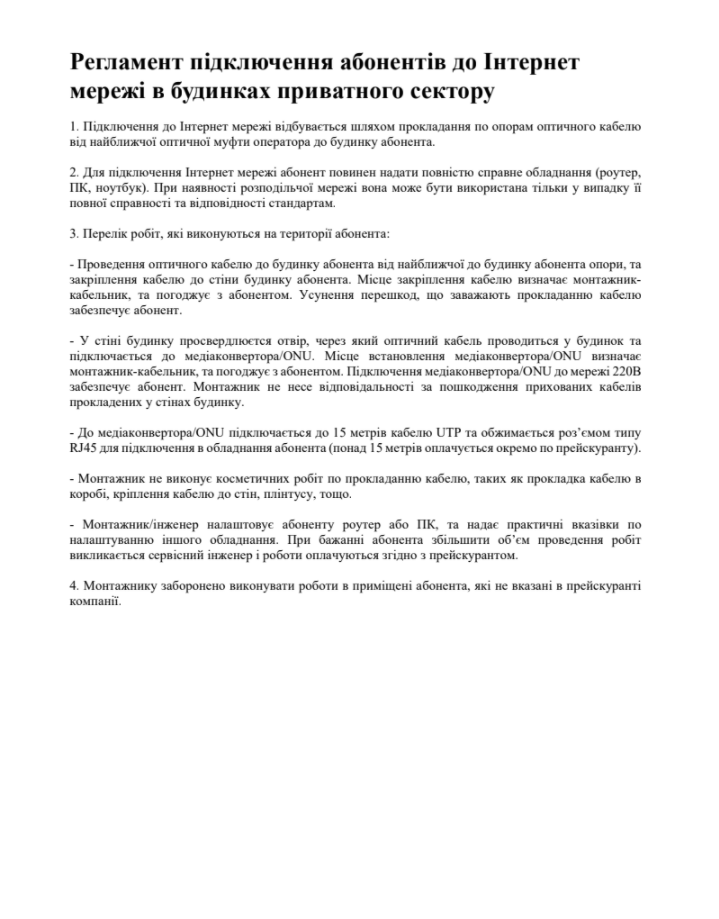 Регламент підключення абонентів до Інтернет
мережі в будинках приватного сектору
1. Підключення до Інтернет мережі відбувається шляхом прокладання по опорам оптичного кабелю
від найближчої оптичної муфти оператора до будинку абонента.
2. Для підключення Інтернет мережі абонент повинен надати повністю справне обладнання (роутер,
ПК, ноутбук). При наявності розподільчої мережі вона може бути використана тільки у випадку її
повної справності та відповідності стандартам.
3. Перелік робіт, які виконуються на території абонента:
- Проведення оптичного кабелю до будинку абонента від найближчої до будинку абонента опори, та
закріплення кабелю до стіни будинку абонента. Місце закріплення кабелю визначає монтажник-
кабельник, та погоджує з абонентом. Усунення перешкод, що заважають прокладанню кабелю
забезпечує абонент.
- У стіні будинку просвердлюєтся отвір, через який оптичний кабель проводиться у будинок та
підключається до медіаконвертора/ONU. Місце встановлення медіаконвертора/ONU визначає
монтажник-кабельник, та погоджує з абонентом. Підключення медіаконвертора/ONU до мережі 220В
забезпечує абонент. Монтажник не несе відповідальності за пошкодження прихованих кабелів
прокладених у стінах будинку.
- До медіаконвертора/ONU підключається до 15 метрів кабелю UTP та обжимається роз’ємом типу
RJ45 для підключення в обладнання абонента (понад 15 метрів оплачується окремо по прейскуранту).
- Монтажник не виконує косметичних робіт по прокладанню кабелю, таких як прокладка кабелю в
коробі, кріплення кабелю до стін, плінтусу, тощо.
- Монтажник/інженер налаштовує абоненту роутер або ПК, та надає практичні вказівки по
налаштуванню іншого обладнання. При бажанні абонента збільшити об’єм проведення робіт
викликається сервісний інженер і роботи оплачуються згідно з прейскурантом.
4. Монтажнику заборонено виконувати роботи в приміщені абонента, які не вказані в прейскуранті
компанії.